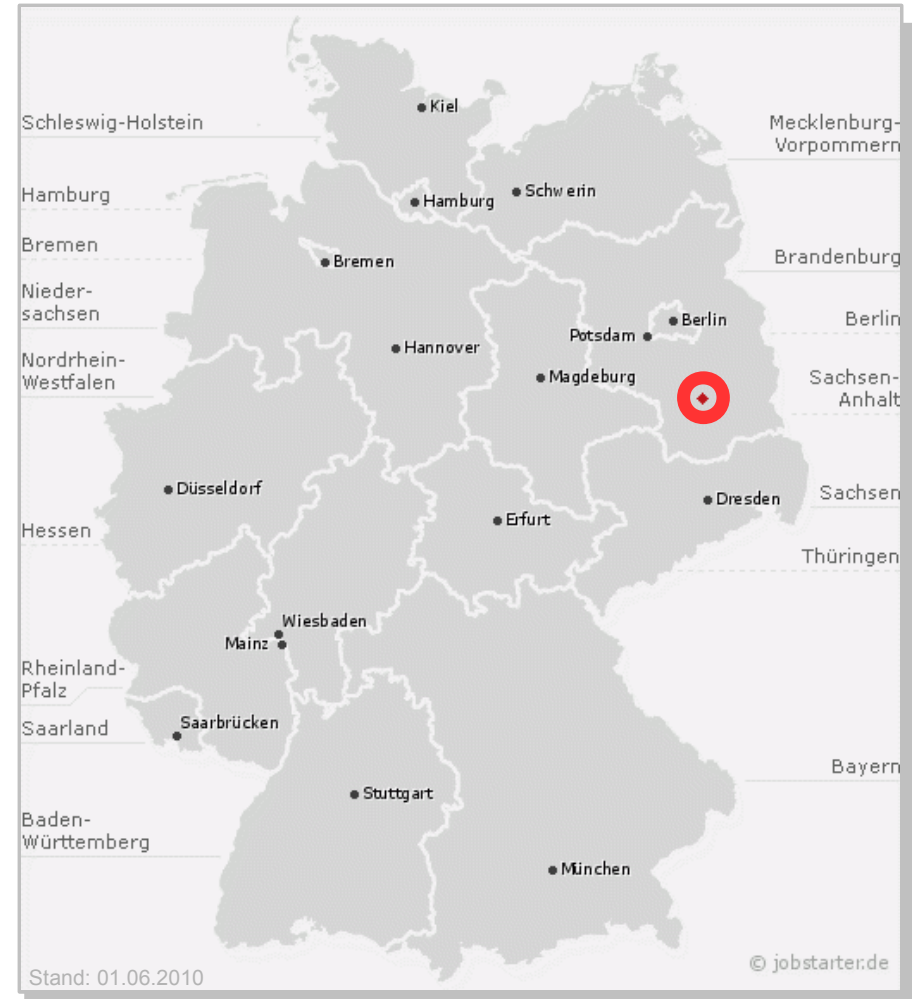 Kiel
Schleswig-Holstein
Mecklenburg-
Vorpommern
Hamburg
Hamburg
Schwerin
Bremen
Bremen
Brandenburg
Nieder-
sachsen
Berlin
Berlin
Potsdam
Hannover
Nordrhein-
Westfalen
Magdeburg
Sachsen-
Anhalt
Düsseldorf
Dresden
Sachsen
Erfurt
Hessen
Thüringen
Wiesbaden
Mainz
Rheinland-
Pfalz
Saarbrücken
Saarland
Bayern
Stuttgart
Baden-
Württemberg
München
© jobstarter.de
Stand: 01.06.2010